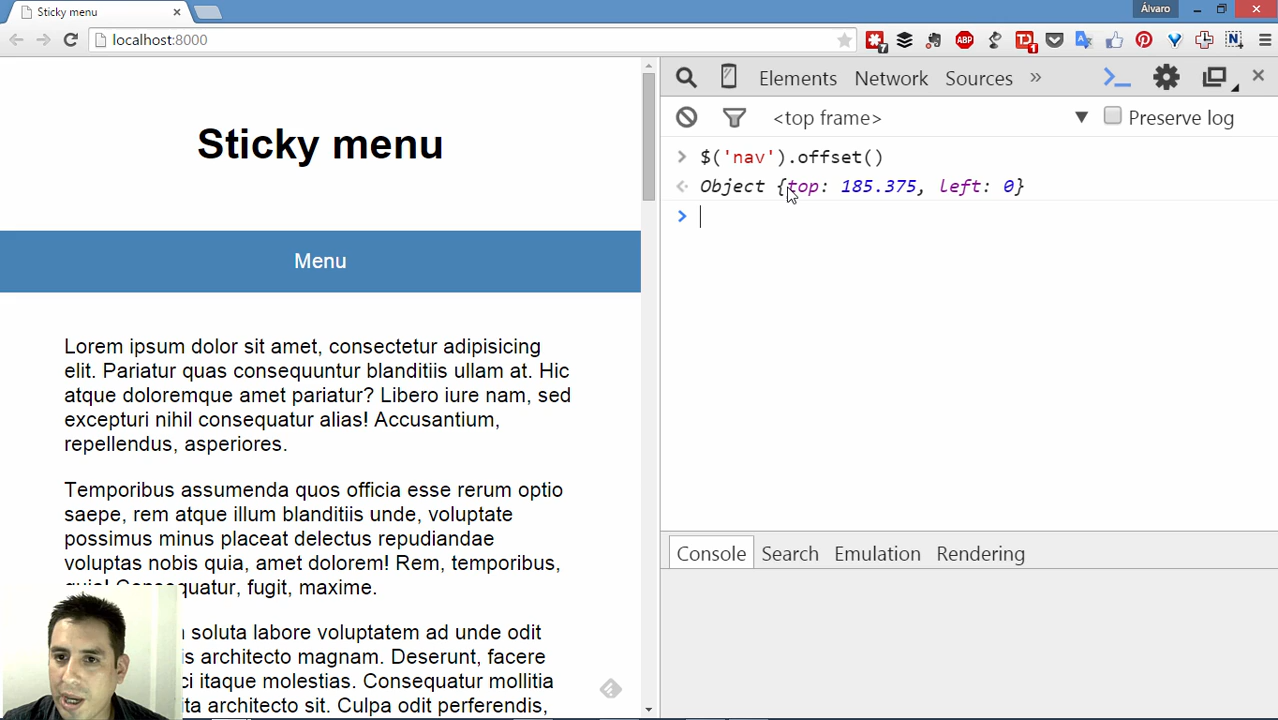 Sticky menu
Álvaro
localhost:8000
7
ABP
1
Elements Network Sources »
<top frame> Preserve log
Sticky menu
Menu
Lorem ipsum dolor sit amet, consectetur adipisicing
elit. Pariatur quas consequuntur blanditiis ullam at. Hic
atque doloremque amet pariatur? Libero iure nam, sed
excepturi nihil consequatur alias! Accusantium,
repellendus, asperiores.
Temporibus assumenda quos officia esse rerum optio
saepe, rem atque illum blanditiis unde, voluptate
possimus minus placeat delectus repudiandae
voluptas nobis quia, amet dolorem! Rem, temporibus,
quia! Consequatur, fugit, maxime.
soluta labore voluptatem ad unde odit
architecto magnam. Deserunt, facere
itaque molestias. Consequatur mollitia
architecto sit. Culpa odit perferendis,
> $('nav').offset()
Object {top: 185.375, left: 0}
>
Console Search Emulation Rendering